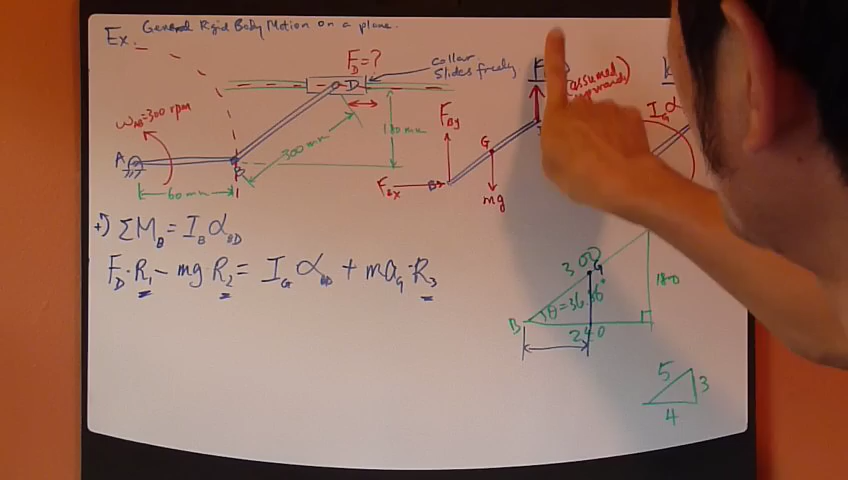 Ex. General Rigid Body Motion on a plane.
F_D = ?
collar
slides freely
ω_AB = 300 rpm
A
B
D
60 mm
300 mm
180 mm
F_By
F_Bx
B
G
mg
(assumed
upwards)
I_G α
+↑) ΣM_B = I_B α_BD
F_D · R_1 - mg R_2 = I_G α_BD + m a_G · R_3
300
G
180
B
θ = 36.86°
240
5
3
4